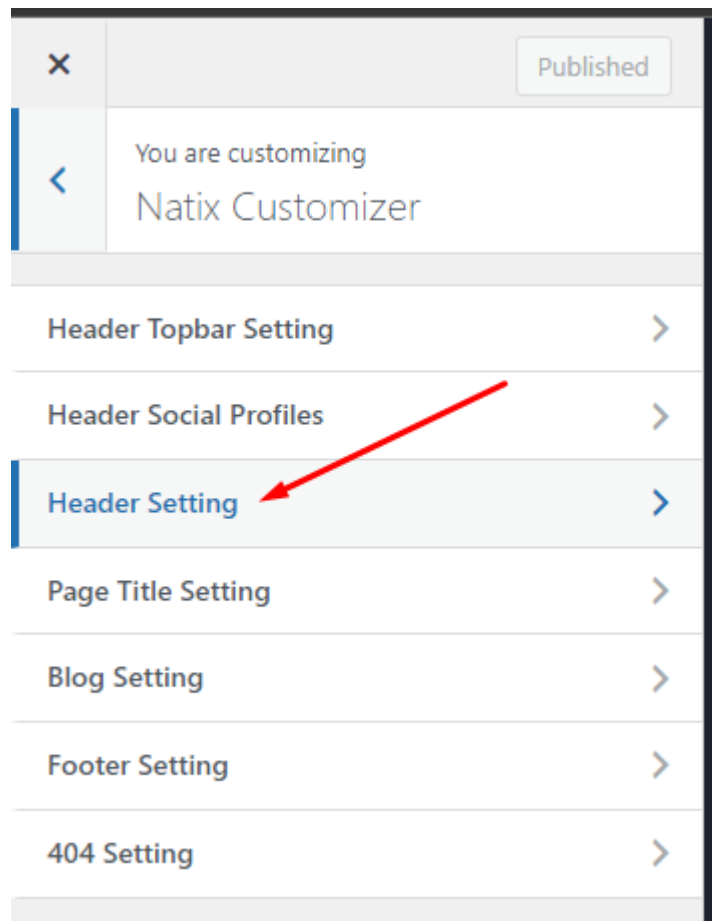 Published
You are customizing
Natix Customizer
Header Topbar Setting
Header Social Profiles
Header Setting
Page Title Setting
Blog Setting
Footer Setting
404 Setting